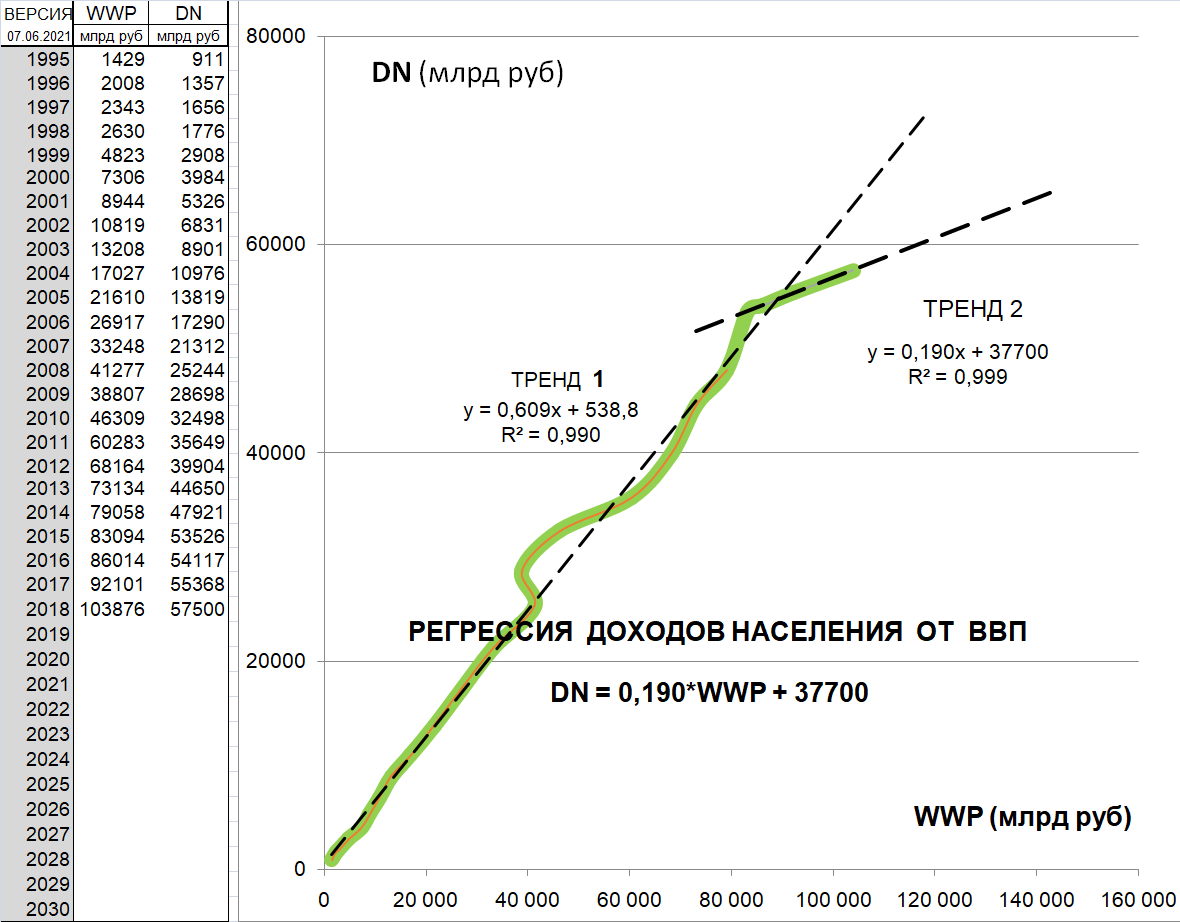 ВЕРСИЯ WWP DN
07.06.2021 млрд руб млрд руб
1995 1429 911
1996 2008 1357
1997 2343 1656
1998 2630 1776
1999 4823 2908
2000 7306 3984
2001 8944 5326
2002 10819 6831
2003 13208 8901
2004 17027 10976
2005 21610 13819
2006 26917 17290
2007 33248 21312
2008 41277 25244
2009 38807 28698
2010 46309 32498
2011 60283 35649
2012 68164 39904
2013 73134 44650
2014 79058 47921
2015 83094 53526
2016 86014 54117
2017 92101 55368
2018 103876 57500
2019
2020
2021
2022
2023
2024
2025
2026
2027
2028
2029
2030
80000
DN (млрд руб)
60000
ТРЕНД 2
y = 0,190x + 37700
R² = 0,999
ТРЕНД 1
y = 0,609x + 538,8
R² = 0,990
40000
РЕГРЕССИЯ ДОХОДОВ НАСЕЛЕНИЯ ОТ ВВП
20000
DN = 0,190*WWP + 37700
WWP (млрд руб)
0
0 20 000 40 000 60 000 80 000 100 000 120 000 140 000 160 000